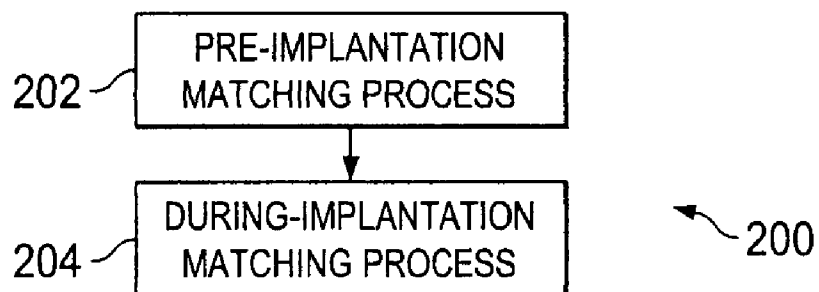 PRE-IMPLANTATION
MATCHING PROCESS
202
DURING-IMPLANTATION
MATCHING PROCESS
204
200